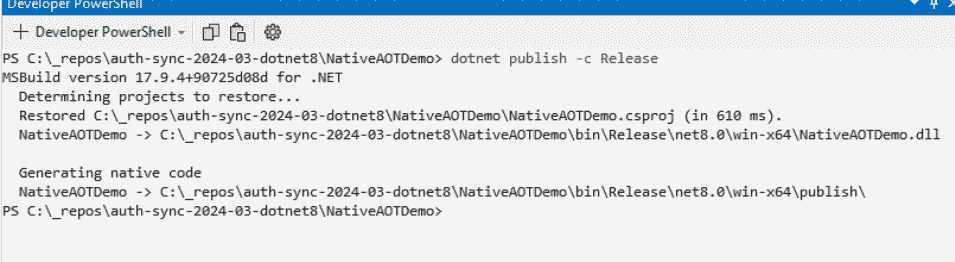 Developer PowerShell
Developer PowerShell
PS C:\_repos\auth-sync-2024-03-dotnet8\NativeAOTDemo> dotnet publish -c Release
MSBuild version 17.9.4+90725d08d for .NET
Determining projects to restore...
Restored C:\_repos\auth-sync-2024-03-dotnet8\NativeAOTDemo\NativeAOTDemo.csproj (in 610 ms).
NativeAOTDemo -> C:\_repos\auth-sync-2024-03-dotnet8\NativeAOTDemo\bin\Release\net8.0\win-x64\NativeAOTDemo.dll
Generating native code
NativeAOTDemo -> C:\_repos\auth-sync-2024-03-dotnet8\NativeAOTDemo\bin\Release\net8.0\win-x64\publish\
PS C:\_repos\auth-sync-2024-03-dotnet8\NativeAOTDemo>